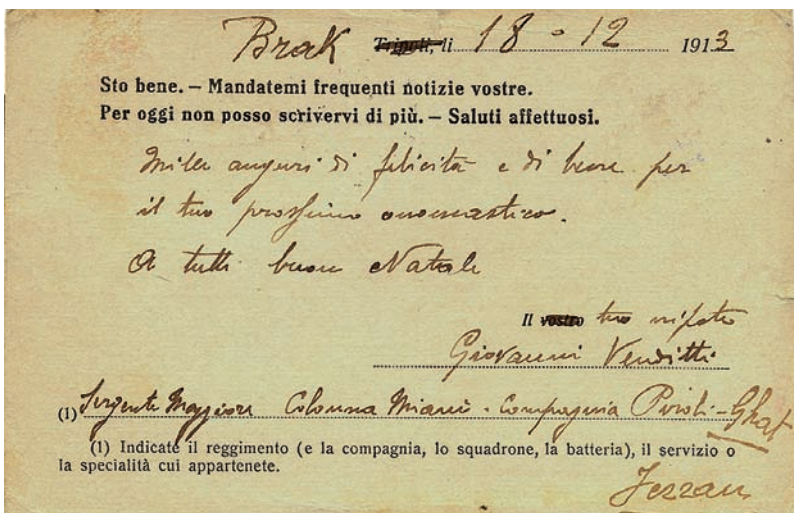 Brak Tripoli, li 18-12 1913
Sto bene. – Mandatemi frequenti notizie vostre.
Per oggi non posso scrivervi di più. – Saluti affettuosi.
Mille auguri di felicità e di bene per
il tuo prossimo onomastico.
A tutti buon Natale
Il vostro tuo nipote
Giovanni Venditti
(1) Sergente Maggiore Colonna Miani - Compagnia Piroli - Ghat
(1) Indicate il reggimento (e la compagnia, lo squadrone, la batteria), il servizio o
la specialità cui appartenete.
Fezzan